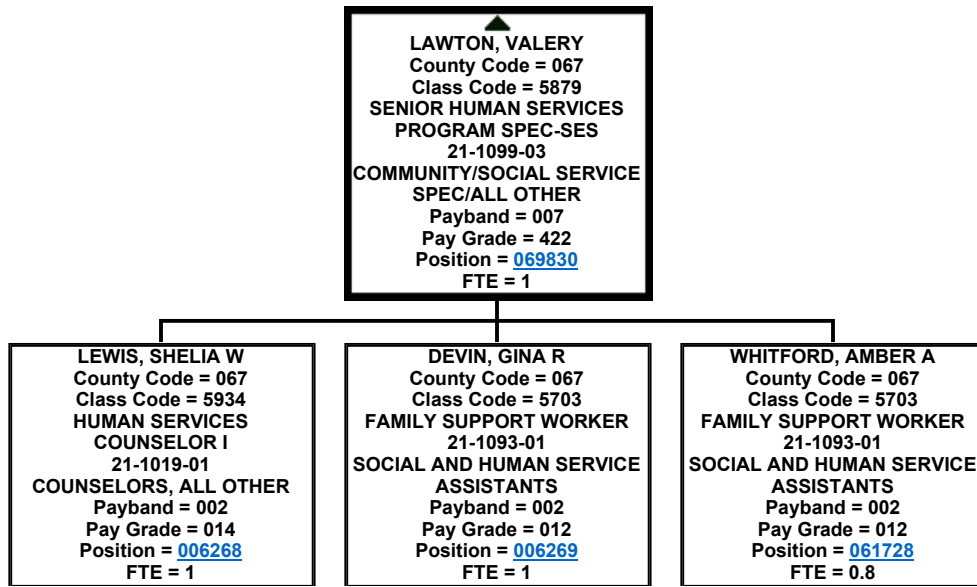 LAWTON, VALERY
County Code = 067
Class Code = 5879
SENIOR HUMAN SERVICES
PROGRAM SPEC-SES
21-1099-03
COMMUNITY/SOCIAL SERVICE
SPEC/ALL OTHER
Payband = 007
Pay Grade = 422
Position = 069830
FTE = 1
LEWIS, SHELIA W
County Code = 067
Class Code = 5934
HUMAN SERVICES
COUNSELOR I
21-1019-01
COUNSELORS, ALL OTHER
Payband = 002
Pay Grade = 014
Position = 006268
FTE = 1
DEVIN, GINA R
County Code = 067
Class Code = 5703
FAMILY SUPPORT WORKER
21-1093-01
SOCIAL AND HUMAN SERVICE
ASSISTANTS
Payband = 002
Pay Grade = 012
Position = 006269
FTE = 1
WHITFORD, AMBER A
County Code = 067
Class Code = 5703
FAMILY SUPPORT WORKER
21-1093-01
SOCIAL AND HUMAN SERVICE
ASSISTANTS
Payband = 002
Pay Grade = 012
Position = 061728
FTE = 0.8